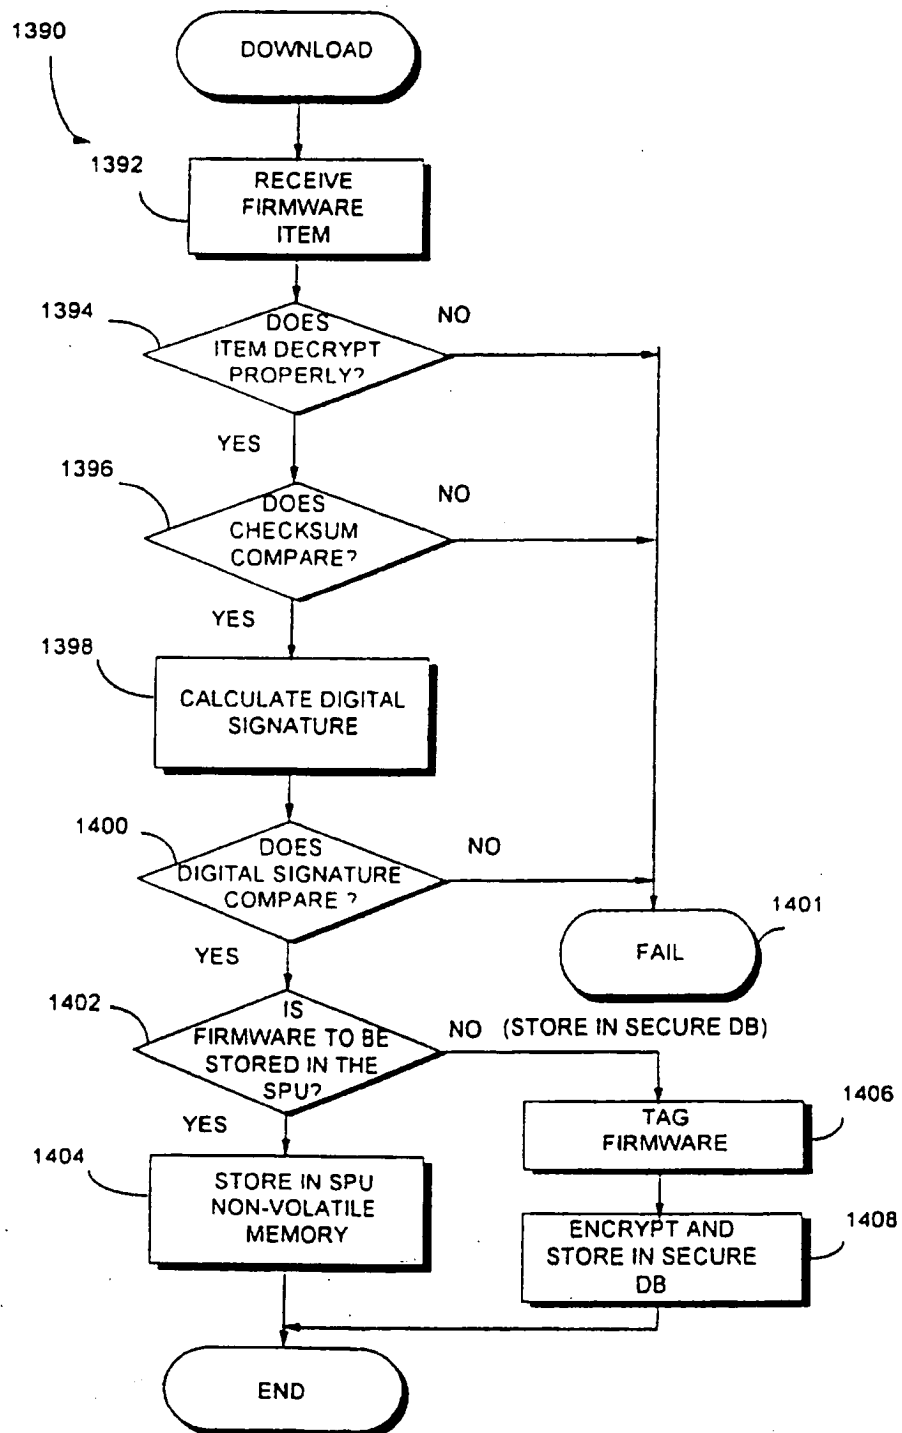 1390
DOWNLOAD
1392
RECEIVE
FIRMWARE
ITEM
1394
DOES
ITEM DECRYPT
PROPERLY?
NO
YES
1396
DOES
CHECKSUM
COMPARE?
NO
YES
1398
CALCULATE DIGITAL
SIGNATURE
1400
DOES
DIGITAL SIGNATURE
COMPARE ?
NO
YES
1401
FAIL
1402
IS
FIRMWARE TO BE
STORED IN THE
SPU?
NO (STORE IN SECURE DB)
YES
1406
TAG
FIRMWARE
1404
STORE IN SPU
NON-VOLATILE
MEMORY
1408
ENCRYPT AND
STORE IN SECURE
DB
END